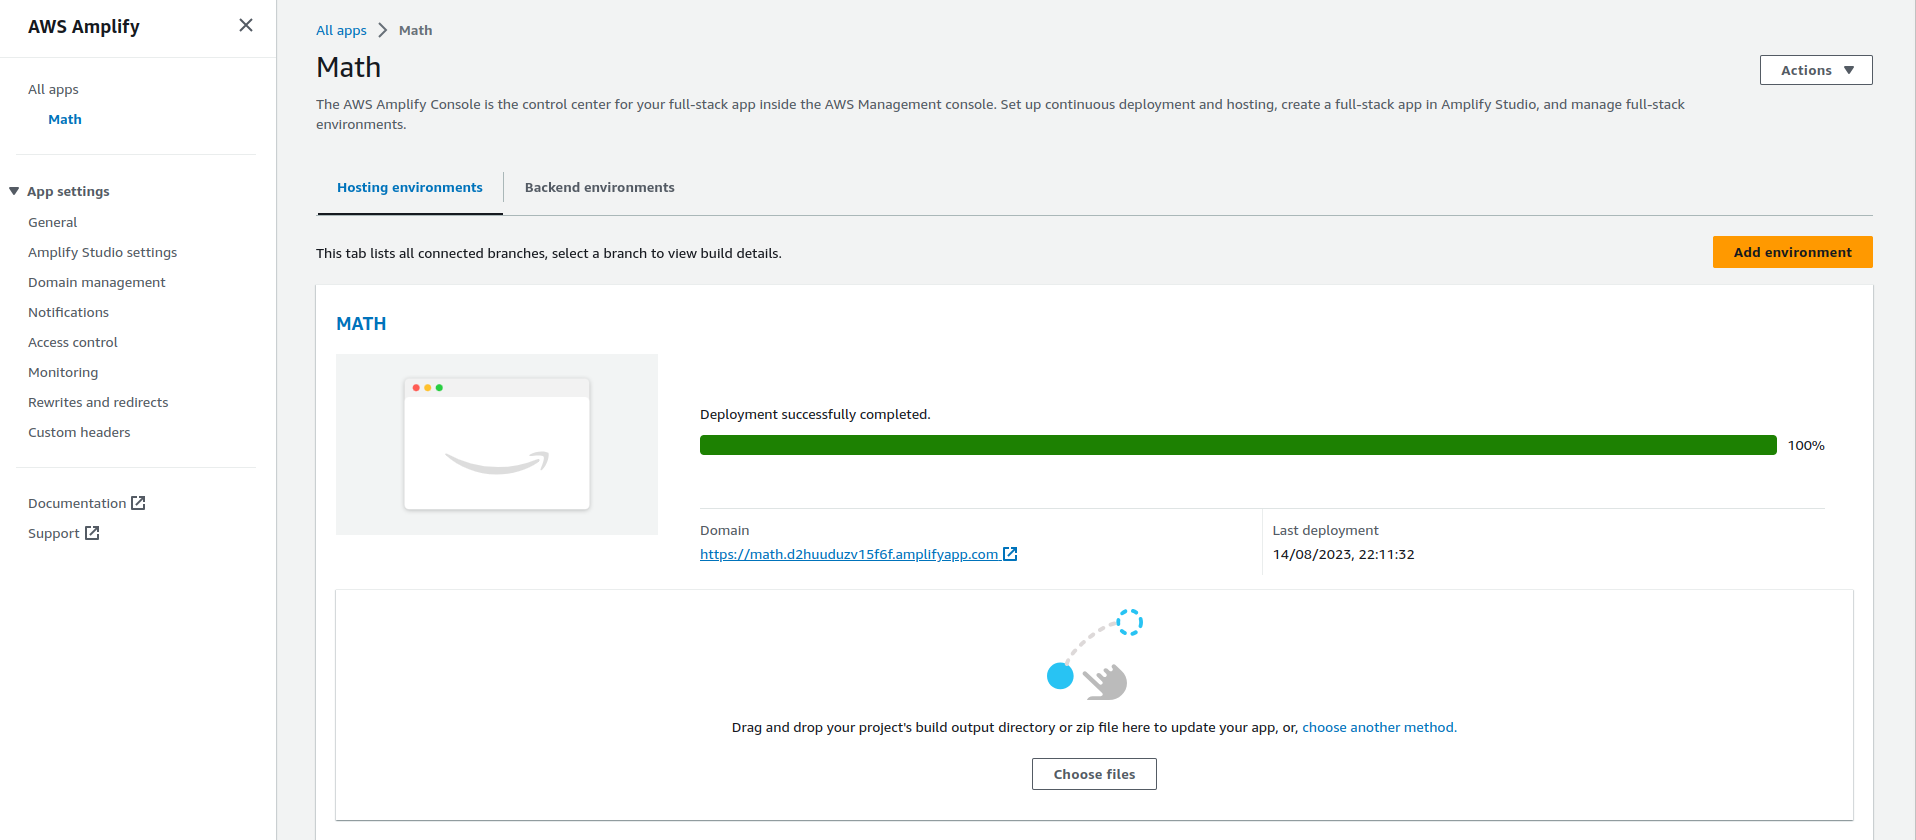 AWS Amplify
All apps
Math
App settings
General
Amplify Studio settings
Domain management
Notifications
Access control
Monitoring
Rewrites and redirects
Custom headers
Documentation
Support
All apps Math
Math
Actions
The AWS Amplify Console is the control center for your full-stack app inside the AWS Management console. Set up continuous deployment and hosting, create a full-stack app in Amplify Studio, and manage full-stack
environments.
Hosting environments Backend environments
This tab lists all connected branches, select a branch to view build details.
Add environment
MATH
Deployment successfully completed.
100%
Domain
https://math.d2huuduzv15f6f.amplifyapp.com
Last deployment
14/08/2023, 22:11:32
Drag and drop your project's build output directory or zip file here to update your app, or, choose another method.
Choose files